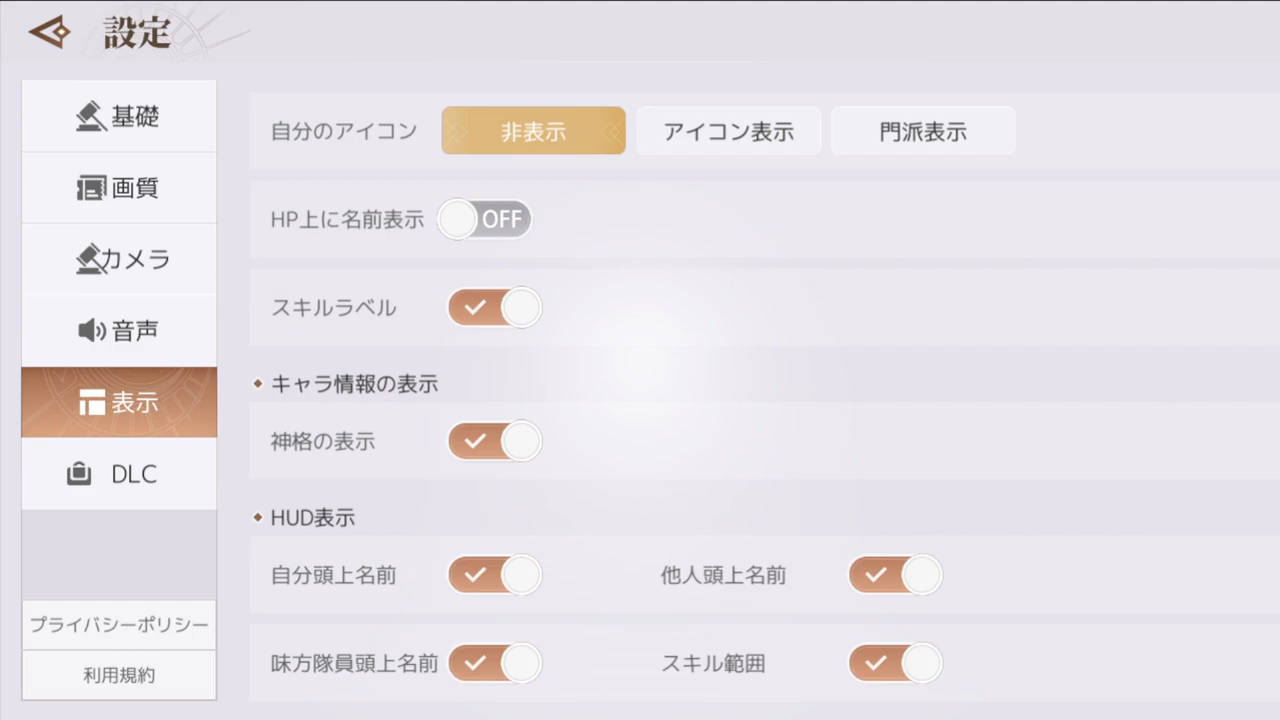 設定
基礎
画質
カメラ
音声
表示
DLC
プライバシーポリシー
利用規約
自分のアイコン 非表示 アイコン表示 門派表示
HP上に名前表示 OFF
スキルラベル
キャラ情報の表示
神格の表示
HUD表示
自分頭上名前 他人頭上名前
味方隊員頭上名前 スキル範囲